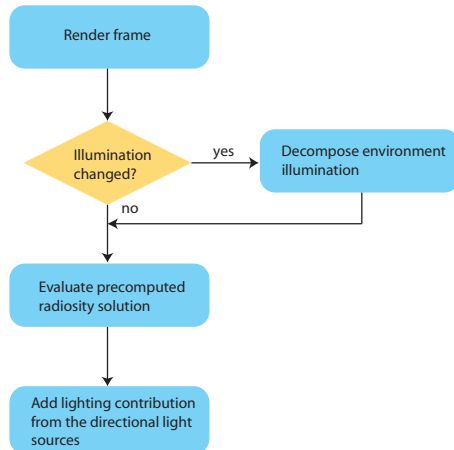 Render frame
Illumination
changed?
yes
Decompose environment
illumination
no
Evaluate precomputed
radiosity solution
Add lighting contribution
from the directional light
sources